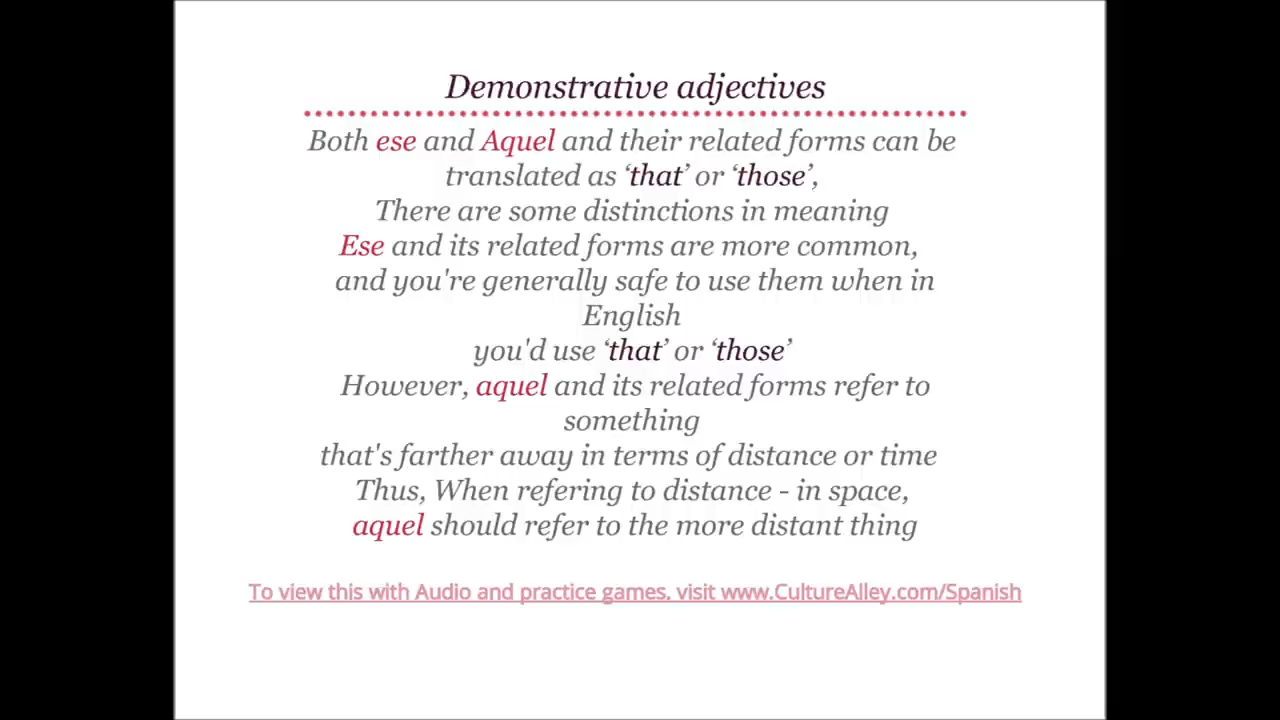 Demonstrative adjectives
Both ese and Aquel and their related forms can be
translated as ‘that’ or ‘those’,
There are some distinctions in meaning
Ese and its related forms are more common,
and you're generally safe to use them when in
English
you'd use ‘that’ or ‘those’
However, aquel and its related forms refer to
something
that's farther away in terms of distance or time
Thus, When refering to distance - in space,
aquel should refer to the more distant thing
To view this with Audio and practice games, visit www.CultureAlley.com/Spanish